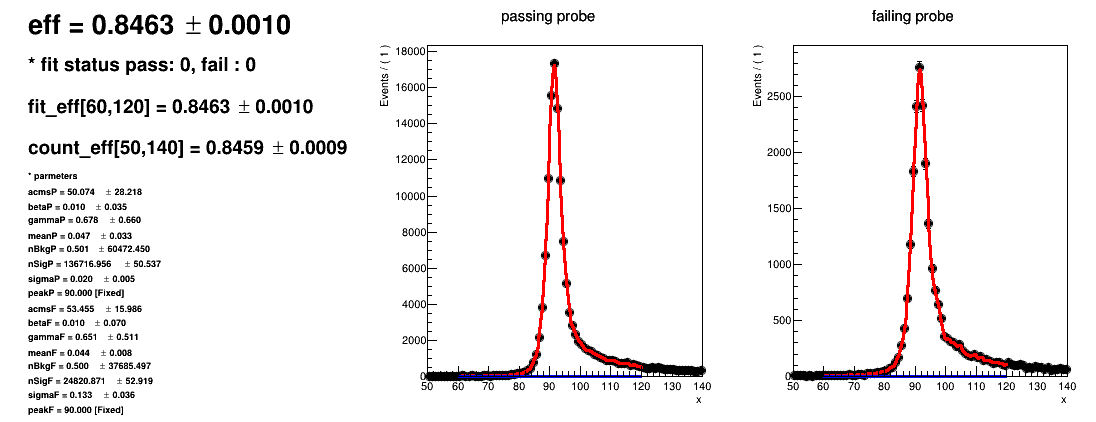 eff = 0.8463 ± 0.0010
* fit status pass: 0, fail : 0
fit_eff[60,120] = 0.8463 ± 0.0010
count_eff[50,140] = 0.8459 ± 0.0009
* parmeters
acmsP = 50.074 ± 28.218
betaP = 0.010 ± 0.035
gammaP = 0.678 ± 0.660
meanP = 0.047 ± 0.033
nBkgP = 0.501 ± 60472.450
nSigP = 136716.956 ± 50.537
sigmaP = 0.020 ± 0.005
peakP = 90.000 [Fixed]
acmsF = 53.455 ± 15.986
betaF = 0.010 ± 0.070
gammaF = 0.651 ± 0.511
meanF = 0.044 ± 0.008
nBkgF = 0.500 ± 37685.497
nSigF = 24820.871 ± 52.919
sigmaF = 0.133 ± 0.036
peakF = 90.000 [Fixed]
passing probe
Events / ( 1 )
18000
16000
14000
12000
10000
8000
6000
4000
2000
0
50 60 70 80 90 100 110 120 130 140
x
failing probe
Events / ( 1 )
2500
2000
1500
1000
500
0
50 60 70 80 90 100 110 120 130 140
x